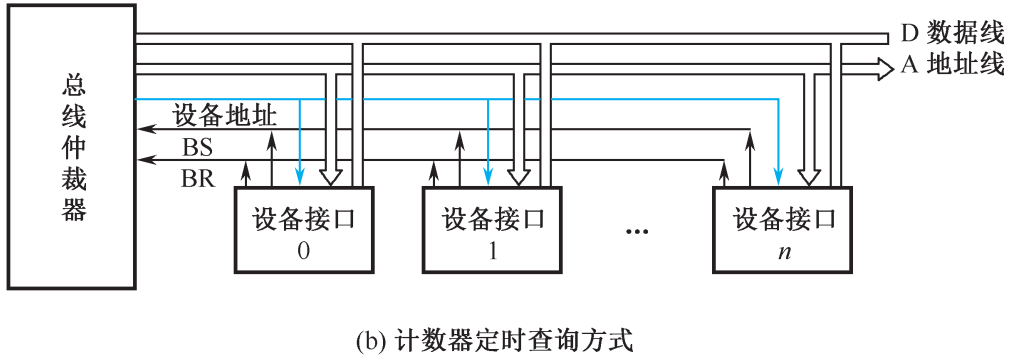 D 数据线
A 地址线
总线仲裁器
设备地址
BS
BR
设备接口
0
设备接口
1
...
设备接口
n
(b) 计数器定时查询方式